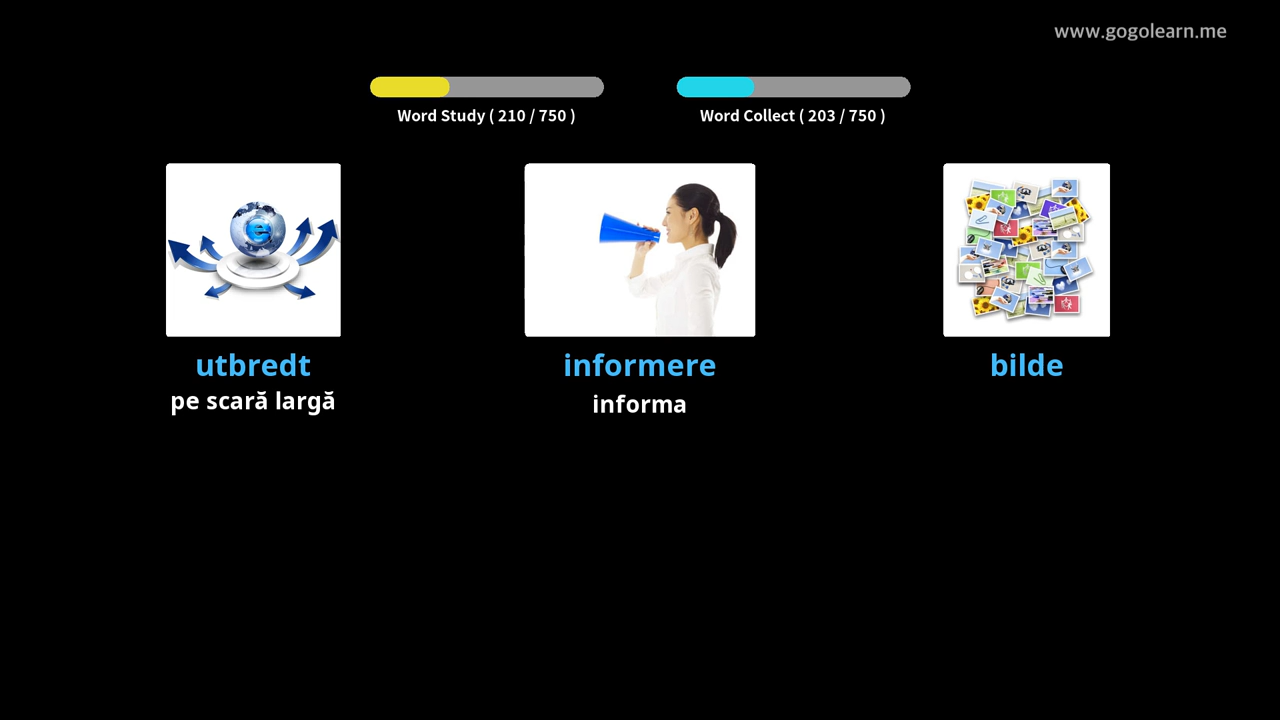 www.gogolearn.me
Word Study ( 210 / 750 )
Word Collect ( 203 / 750 )
e
utbredt
informere
bilde
pe scară largă
informa